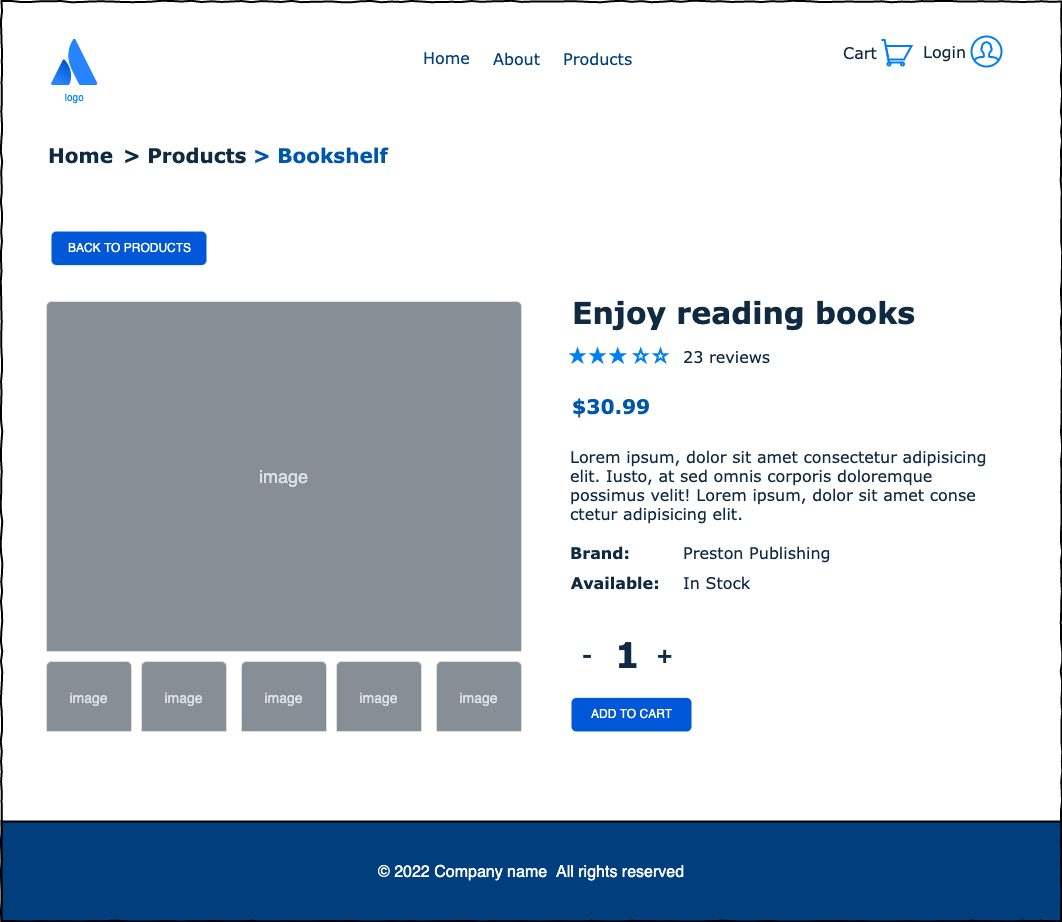 Home About Products Cart Login
logo
Home > Products > Bookshelf
BACK TO PRODUCTS
image
image image image image image
Enjoy reading books
23 reviews
$30.99
Lorem ipsum, dolor sit amet consectetur adipisicing
elit. Iusto, at sed omnis corporis doloremque
possimus velit! Lorem ipsum, dolor sit amet conse
ctetur adipisicing elit.
Brand: Preston Publishing
Available: In Stock
- 1 +
ADD TO CART
© 2022 Company name All rights reserved